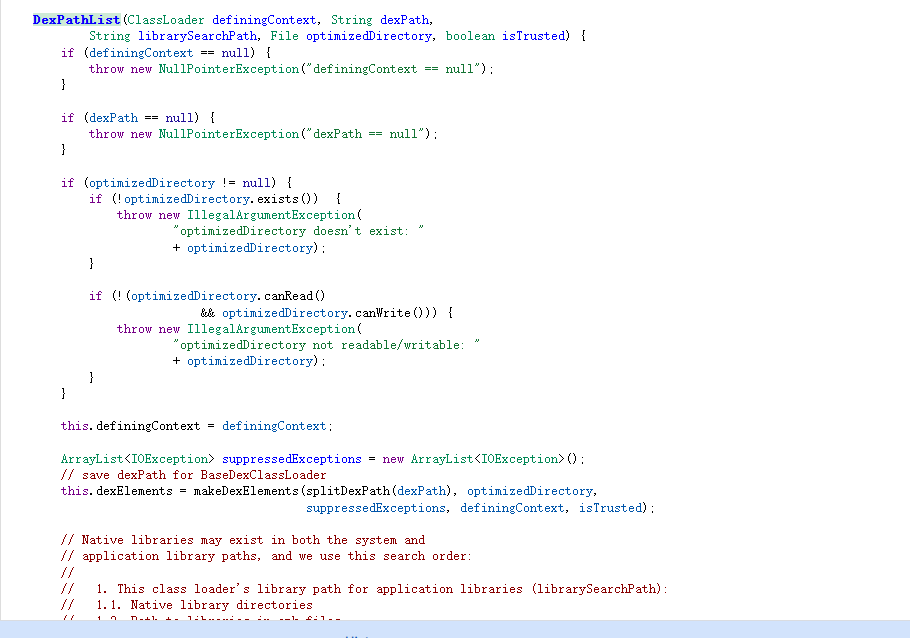 DexPathList(ClassLoader definingContext, String dexPath,
        String librarySearchPath, File optimizedDirectory, boolean isTrusted) {
    if (definingContext == null) {
        throw new NullPointerException("definingContext == null");
    }

    if (dexPath == null) {
        throw new NullPointerException("dexPath == null");
    }

    if (optimizedDirectory != null) {
        if (!optimizedDirectory.exists())  {
            throw new IllegalArgumentException(
                    "optimizedDirectory doesn't exist: "
                    + optimizedDirectory);
        }

        if (!(optimizedDirectory.canRead()
                        && optimizedDirectory.canWrite())) {
            throw new IllegalArgumentException(
                    "optimizedDirectory not readable/writable: "
                    + optimizedDirectory);
        }
    }

    this.definingContext = definingContext;

    ArrayList<IOException> suppressedExceptions = new ArrayList<IOException>();
    // save dexPath for BaseDexClassLoader
    this.dexElements = makeDexElements(splitDexPath(dexPath), optimizedDirectory,
                                       suppressedExceptions, definingContext, isTrusted);

    // Native libraries may exist in both the system and
    // application library paths, and we use this search order:
    //
    //   1. This class loader's library path for application libraries (librarySearchPath):
    //   1.1. Native library directories